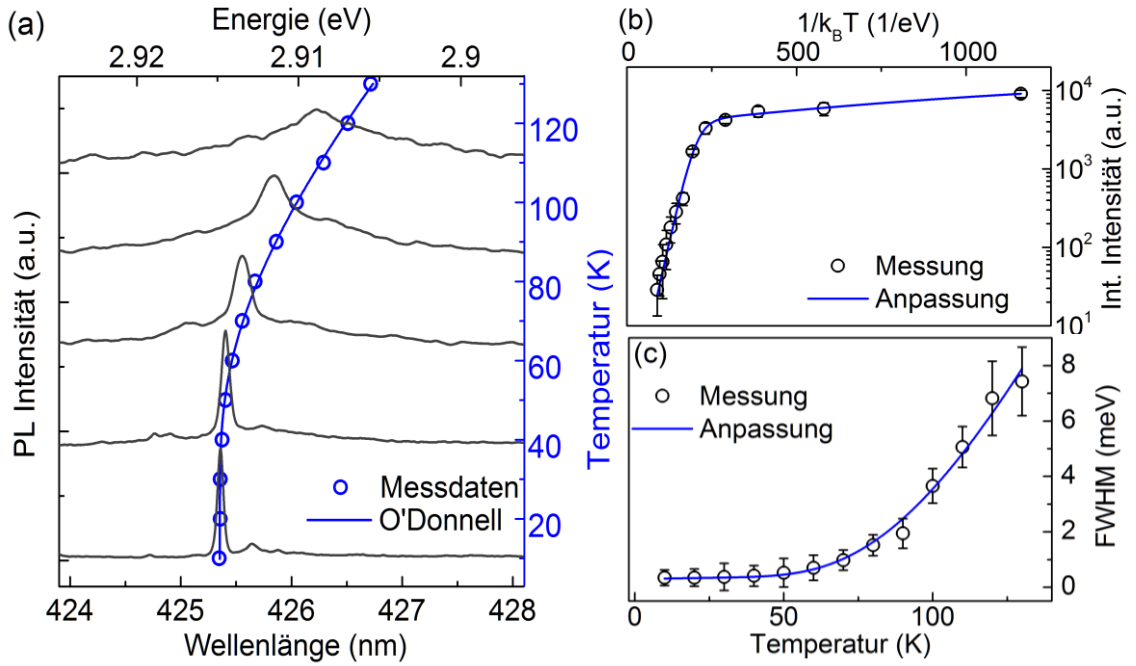 (a)
Energie (eV)
2.92
2.91
2.9
PL Intensität (a.u.)
120
100
80
60
40
20
Temperatur (K)
Messdaten
O'Donnell
424
425
426
427
428
Wellenlänge (nm)
(b)
1/k_BT (1/eV)
0
500
1000
10^4
10^3
10^2
10^1
Int. Intensität (a.u.)
Messung
Anpassung
(c)
Messung
Anpassung
8
6
4
2
0
FWHM (meV)
0
50
100
Temperatur (K)